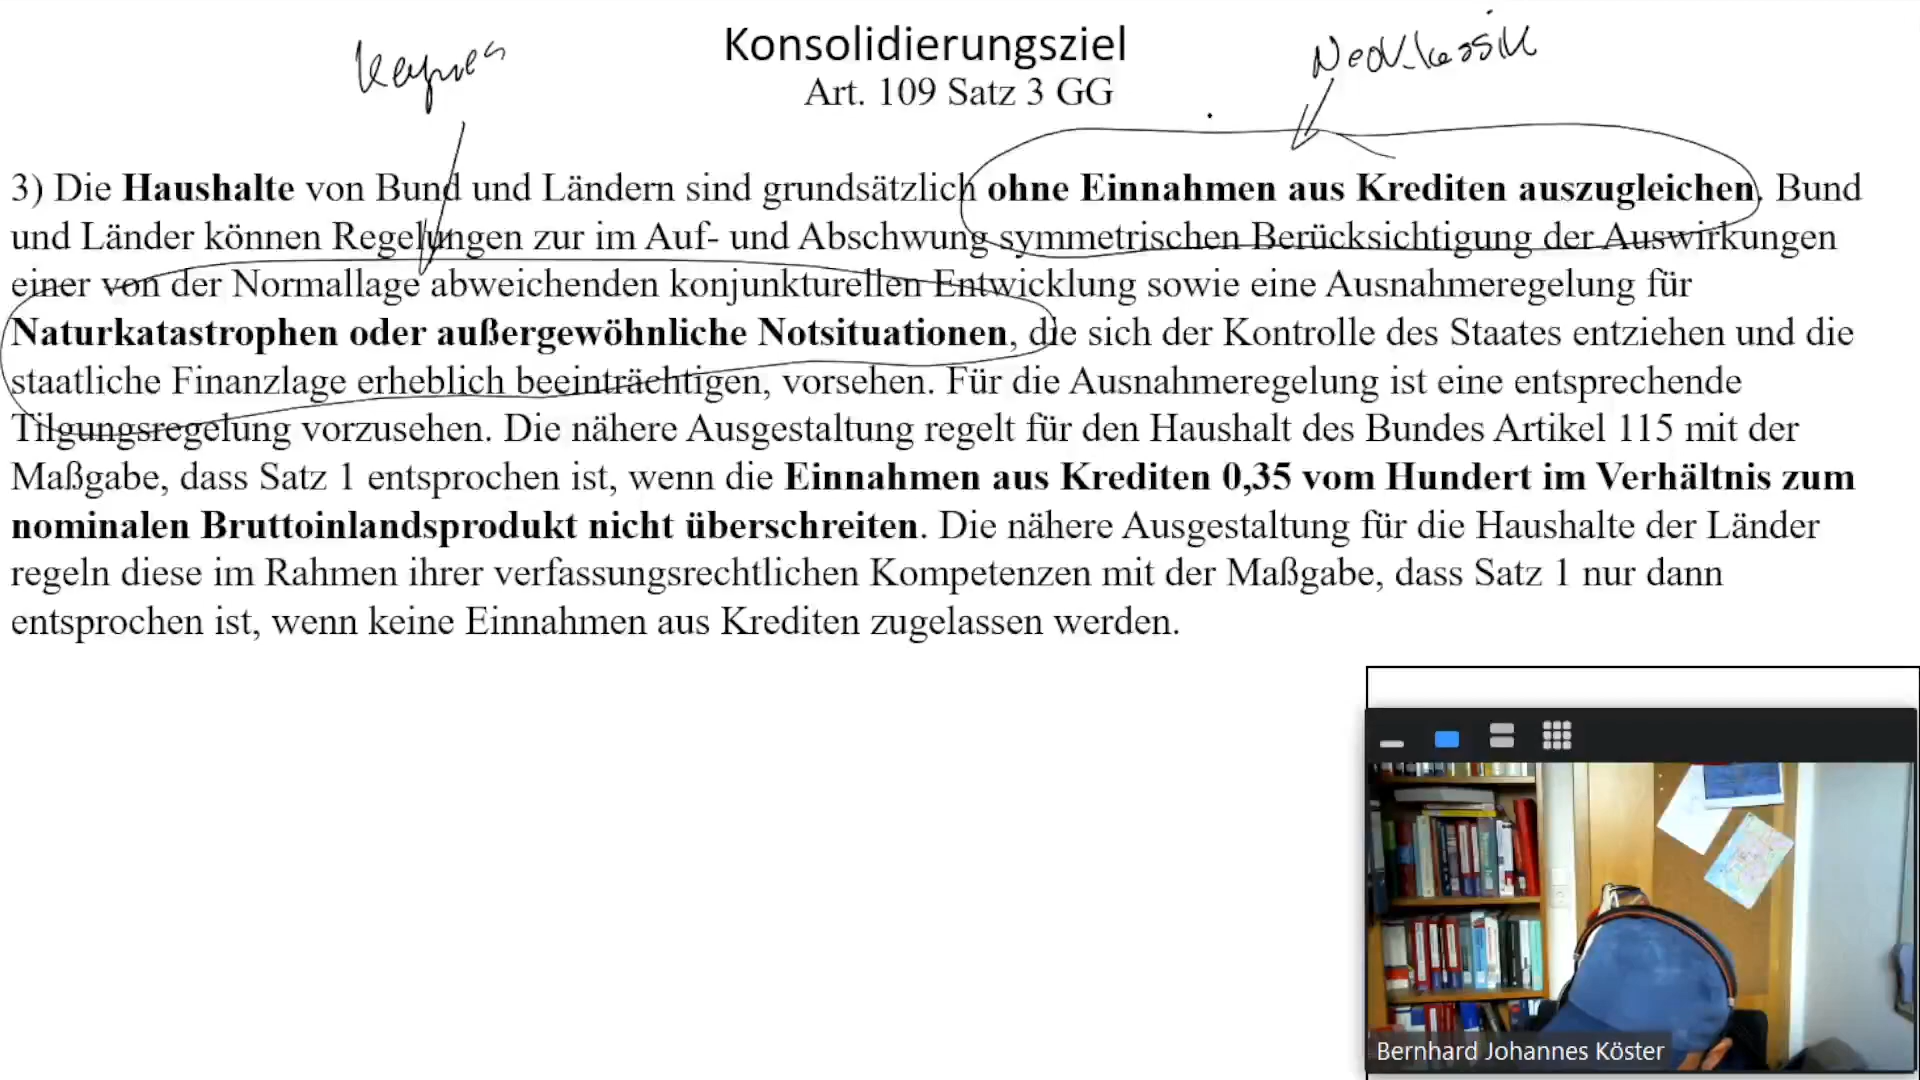 Konsolidierungsziel
Art. 109 Satz 3 GG
Keynes
Neoklassik
3) Die Haushalte von Bund und Ländern sind grundsätzlich ohne Einnahmen aus Krediten auszugleichen. Bund
und Länder können Regelungen zur im Auf- und Abschwung symmetrischen Berücksichtigung der Auswirkungen
einer von der Normallage abweichenden konjunkturellen Entwicklung sowie eine Ausnahmeregelung für
Naturkatastrophen oder außergewöhnliche Notsituationen, die sich der Kontrolle des Staates entziehen und die
staatliche Finanzlage erheblich beeinträchtigen, vorsehen. Für die Ausnahmeregelung ist eine entsprechende
Tilgungsregelung vorzusehen. Die nähere Ausgestaltung regelt für den Haushalt des Bundes Artikel 115 mit der
Maßgabe, dass Satz 1 entsprochen ist, wenn die Einnahmen aus Krediten 0,35 vom Hundert im Verhältnis zum
nominalen Bruttoinlandsprodukt nicht überschreiten. Die nähere Ausgestaltung für die Haushalte der Länder
regeln diese im Rahmen ihrer verfassungsrechtlichen Kompetenzen mit der Maßgabe, dass Satz 1 nur dann
entsprochen ist, wenn keine Einnahmen aus Krediten zugelassen werden.
Bernhard Johannes Köster